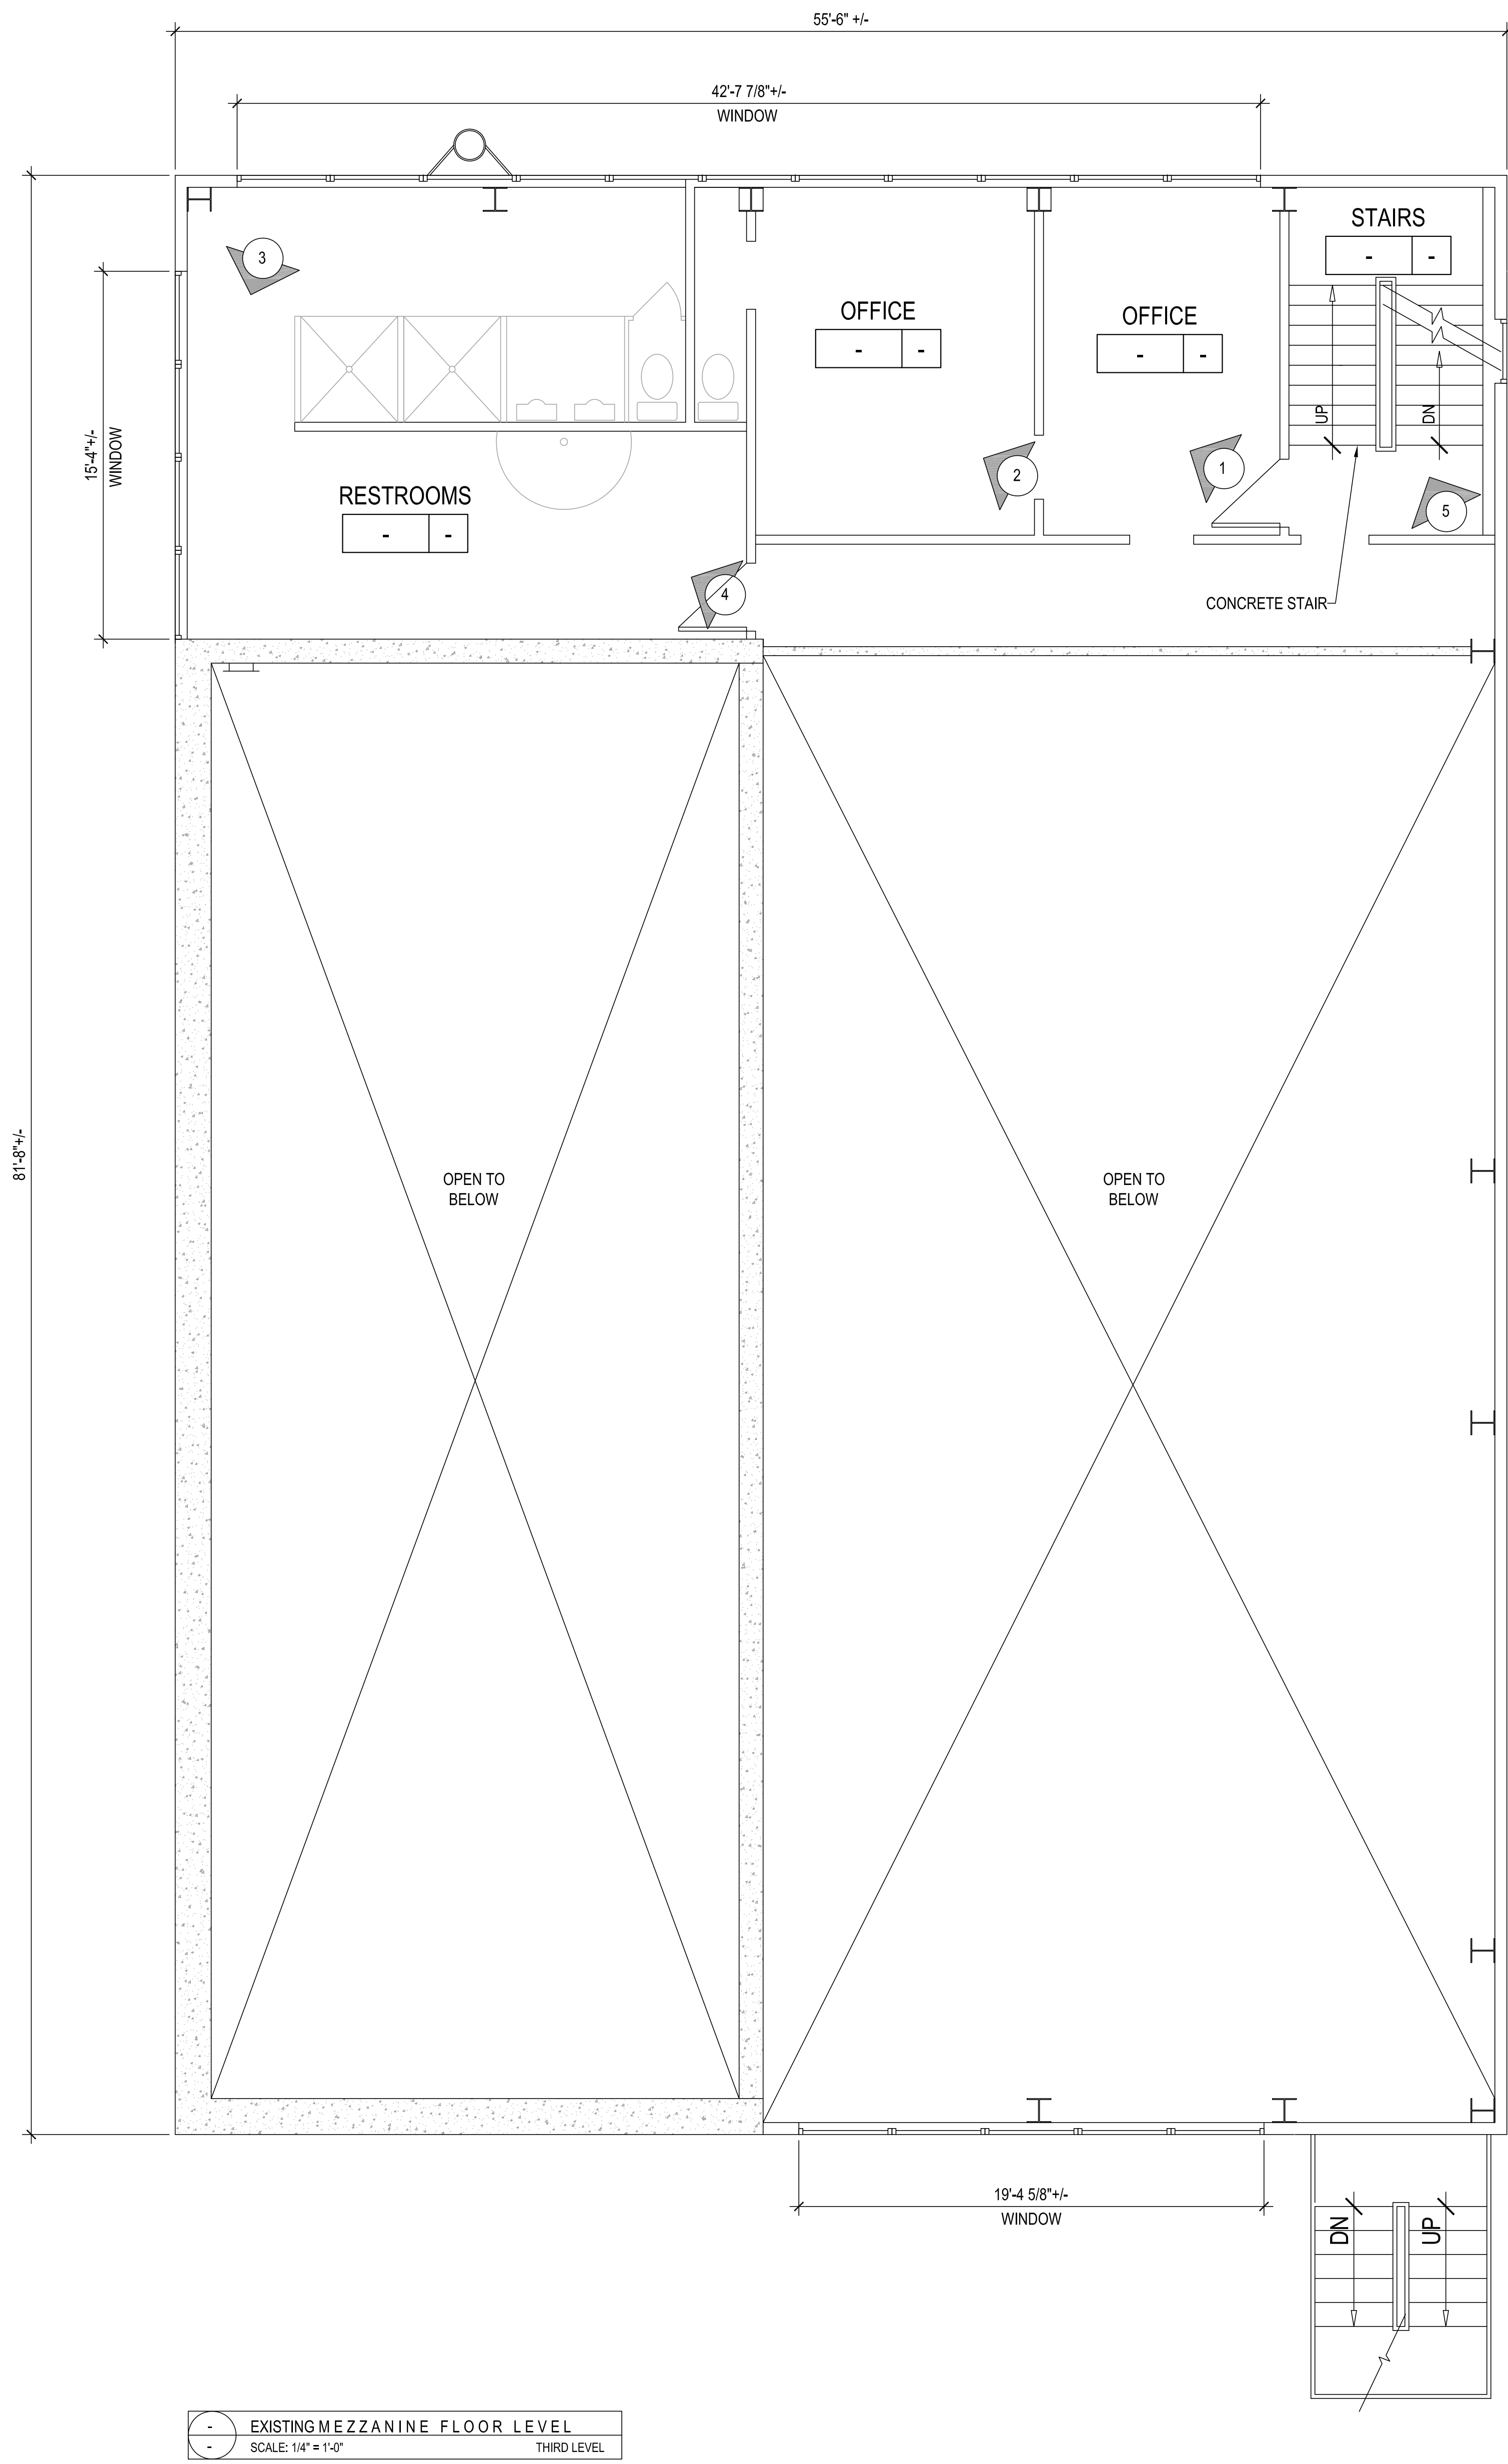 55'-6" +/-
42'-7 7/8"+/-
WINDOW
STAIRS
- -
3
OFFICE
- -
OFFICE
- -
UP
DN
15'-4"+/-
WINDOW
2
1
5
RESTROOMS
- -
4
CONCRETE STAIR
81'-8"+/-
OPEN TO
BELOW
OPEN TO
BELOW
19'-4 5/8"+/-
WINDOW
DN
UP
-
EXISTING MEZZANINE FLOOR LEVEL
-
SCALE: 1/4" = 1'-0" THIRD LEVEL